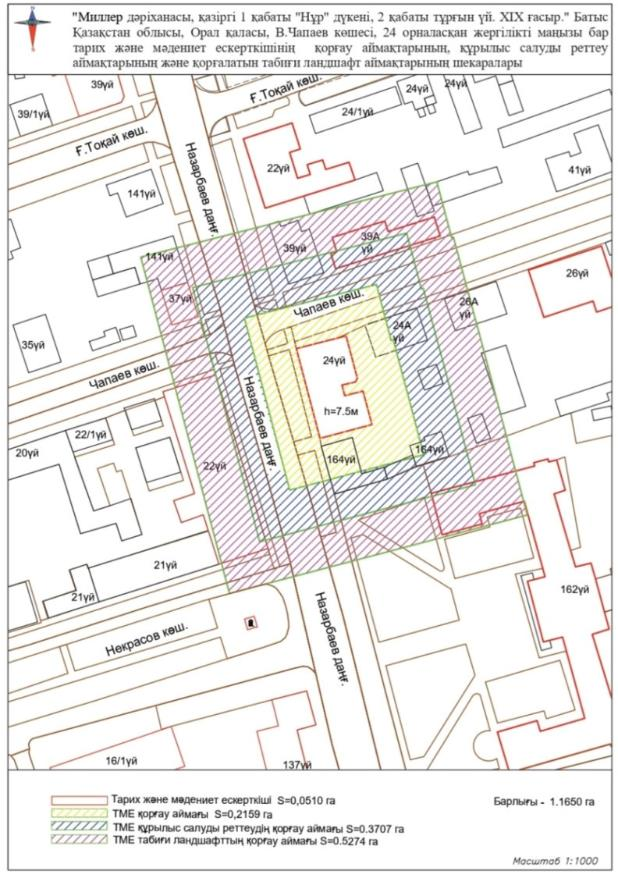 "Миллер дәріханасы, қазіргі 1 қабаты "Нұр" дүкені, 2 қабаты тұрғын үй. XIX ғасыр." Батыс
Қазақстан облысы, Орал қаласы, В.Чапаев көшесі, 24 орналасқан жергілікті маңызы бар
тарих және мәдениет ескерткішінің қорғау аймақтарының, құрылыс салуды реттеу
аймақтарының және қорғалатын табиғи ландшафт аймақтарының шекаралары
39үй
39/1үй
Ғ.Тоқай көш.
Ғ.Тоқай көш.
24/1үй
24үй
24үй
Назарбаев даңғ.
22үй
41үй
141үй
141үй
39үй
39А
үй
37үй
Чапаев көш.
26А
үй
26үй
24А
үй
35үй
24үй
Чапаев көш.
Назарбаев даңғ.
h=7.5м
22/1үй
20үй
22үй
164үй
164үй
21үй
21үй
162үй
Назарбаев даңғ.
Некрасов көш.
16/1үй
137үй
Тарих және мәдениет ескерткіші S=0,0510 га
Барлығы - 1.1650 га
ТМЕ қорғау аймағы S=0,2159 га
ТМЕ құрылыс салуды реттеудің қорғау аймағы S=0.3707 га
ТМЕ табиғи ландшафттың қорғау аймағы S=0.5274 га
Масштаб 1:1000